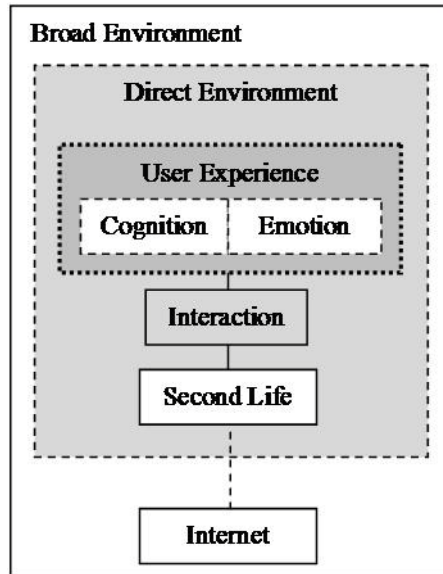 Broad Environment
Direct Environment
User Experience
Cognition Emotion
Interaction
Second Life
Internet